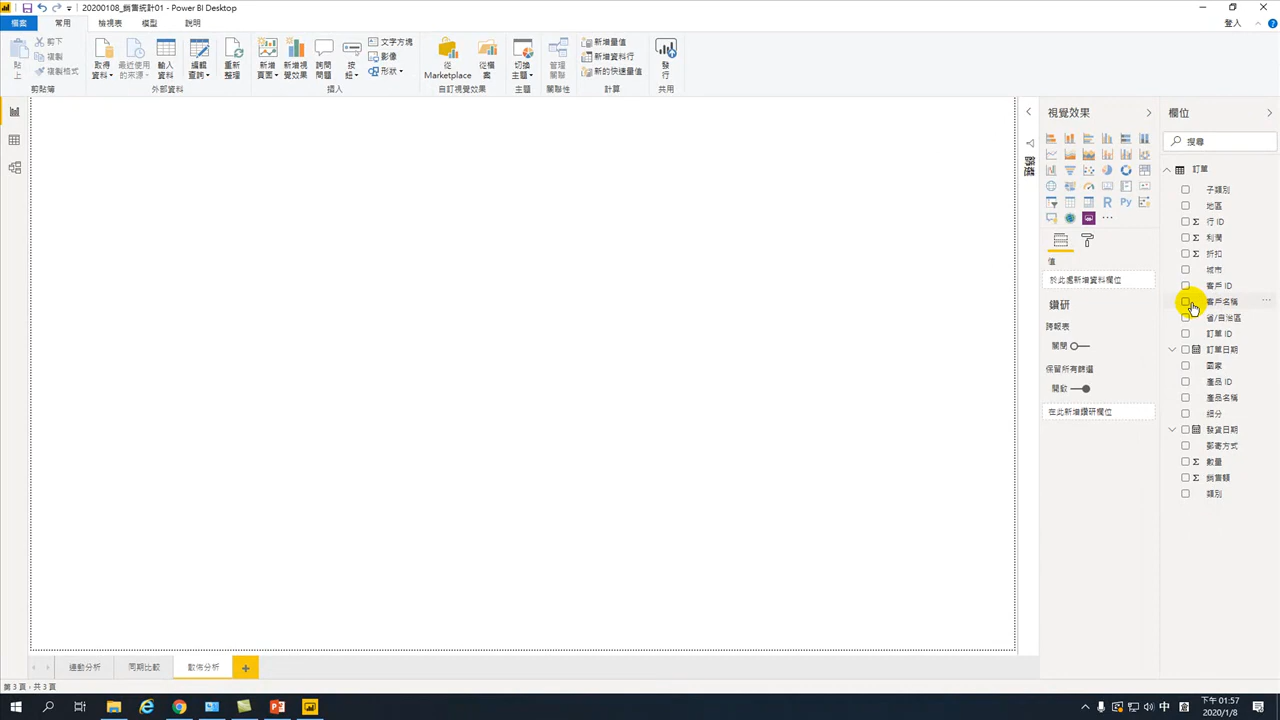 20200108_銷售統計01 - Power BI Desktop
檔案
常用
檢視表
模型
說明
登入
貼上
剪下
複製
複製格式
剪貼簿
取得資料
最近使用的來源
輸入資料
編輯查詢
重新整理
外部資料
新增頁面
新增視覺效果
詢問問題
按鈕
文字方塊
影像
形狀
插入
從 Marketplace
從檔案
自訂視覺效果
切換主題
主題
管理關聯
關聯性
新增量值
新增資料行
新的快速量值
計算
發行
共用
篩選
視覺效果
R
Py
值
於此處新增資料欄位
鑽研
跨報表
關閉
保留所有篩選
開啟
在此新增鑽研欄位
欄位
搜尋
訂單
子類別
地區
行 ID
利潤
折扣
城市
客戶 ID
客戶名稱
省/自治區
訂單 ID
訂單日期
國家
產品 ID
產品名稱
細分
發貨日期
郵寄方式
數量
銷售額
類別
連動分析
同期比較
散佈分析
第 3 頁，共 3 頁
中
下午 01:57
2020/1/8